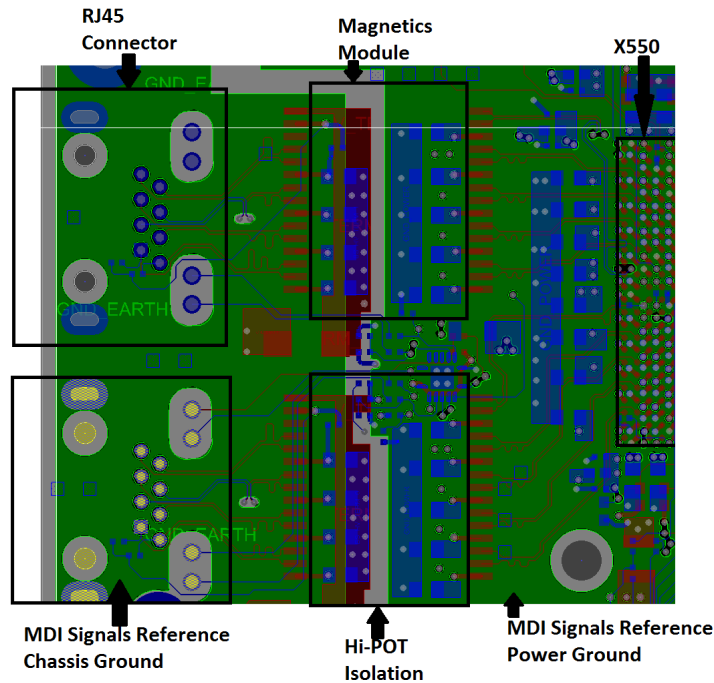 RJ45
Connector
Magnetics
Module
X550
GND_EA
GND_EARTH
GND_EARTH
MDI Signals Reference
Chassis Ground
Hi-POT
Isolation
MDI Signals Reference
Power Ground